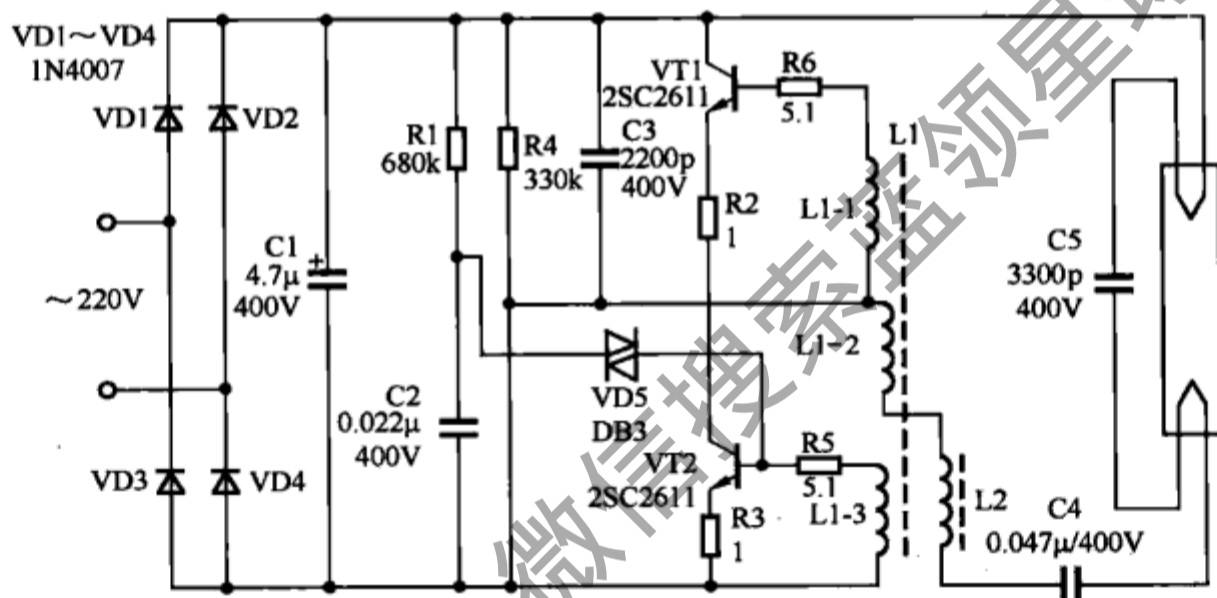 VD1～VD4
1N4007
VD1
VD2
～220V
VD3
VD4
C1
+
4.7μ
400V
R1
680k
C2
0.022μ
400V
R4
330k
C3
2200p
400V
VT1
2SC2611
R6
5.1
R2
1
L1
L1-1
L1-2
VD5
DB3
VT2
2SC2611
R5
5.1
L1-3
R3
1
L2
C4
0.047μ/400V
C5
3300p
400V
微信搜索蓝领星球